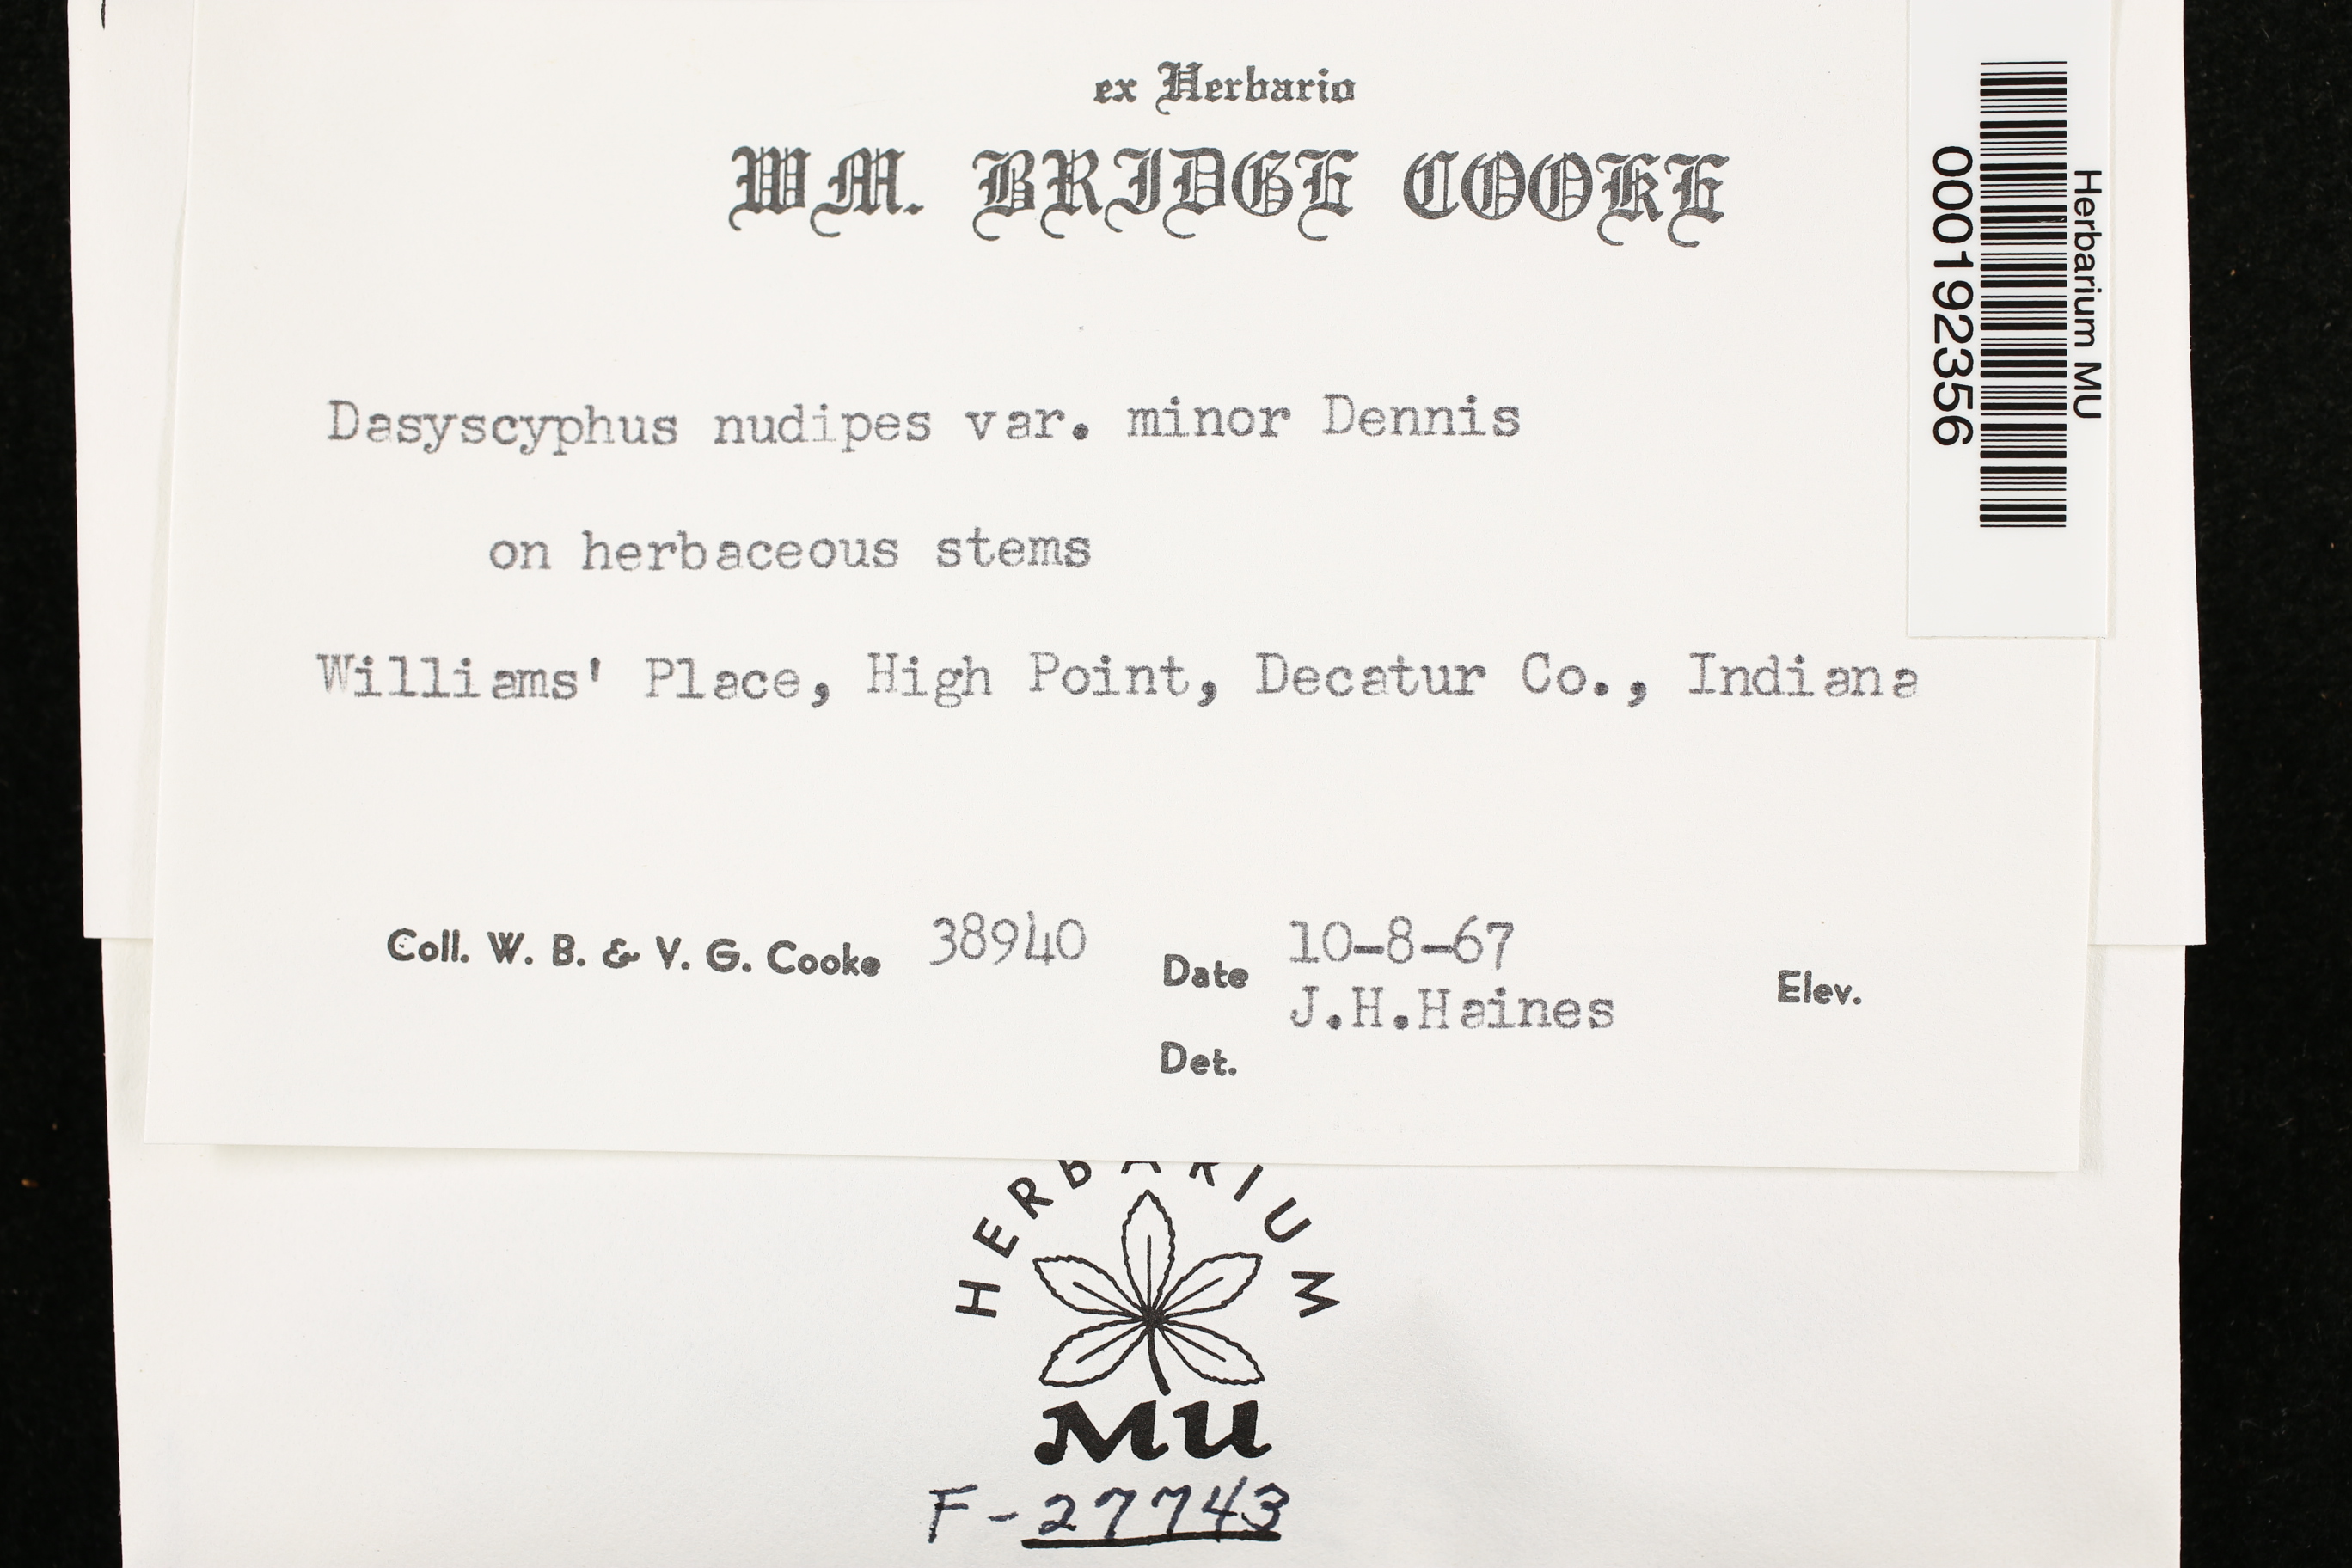 ex Herbario
WM. BRIDGE COOKE
Dasyscyphus nudipes var. minor Dennis
on herbaceous stems
Williams' Place, High Point, Decatur Co., Indiana
Coll. W. B. & V. G. Cooke 38940 Date 10-8-67 Elev.
J.H.Haines
Det.
Herbarium MU
000192356
HERBARIUM
MU
F-27743